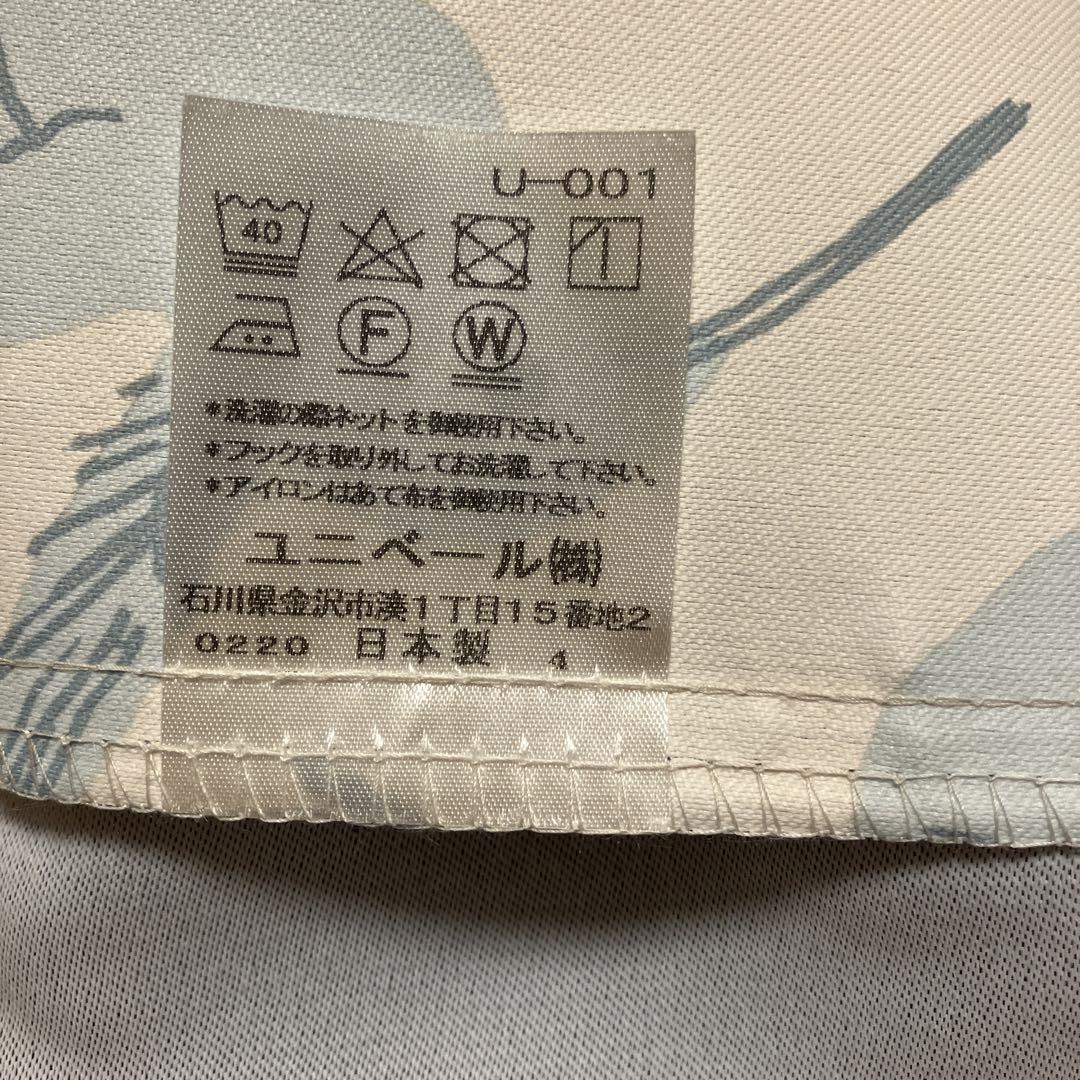 U-001
40
F W
*洗濯の際ネットを御使用下さい。
*フックを取り外してお洗濯して下さい。
*アイロンはあて布を御使用下さい。
ユニベール㈱
石川県金沢市湊1丁目15番地2
0220 日本製 4